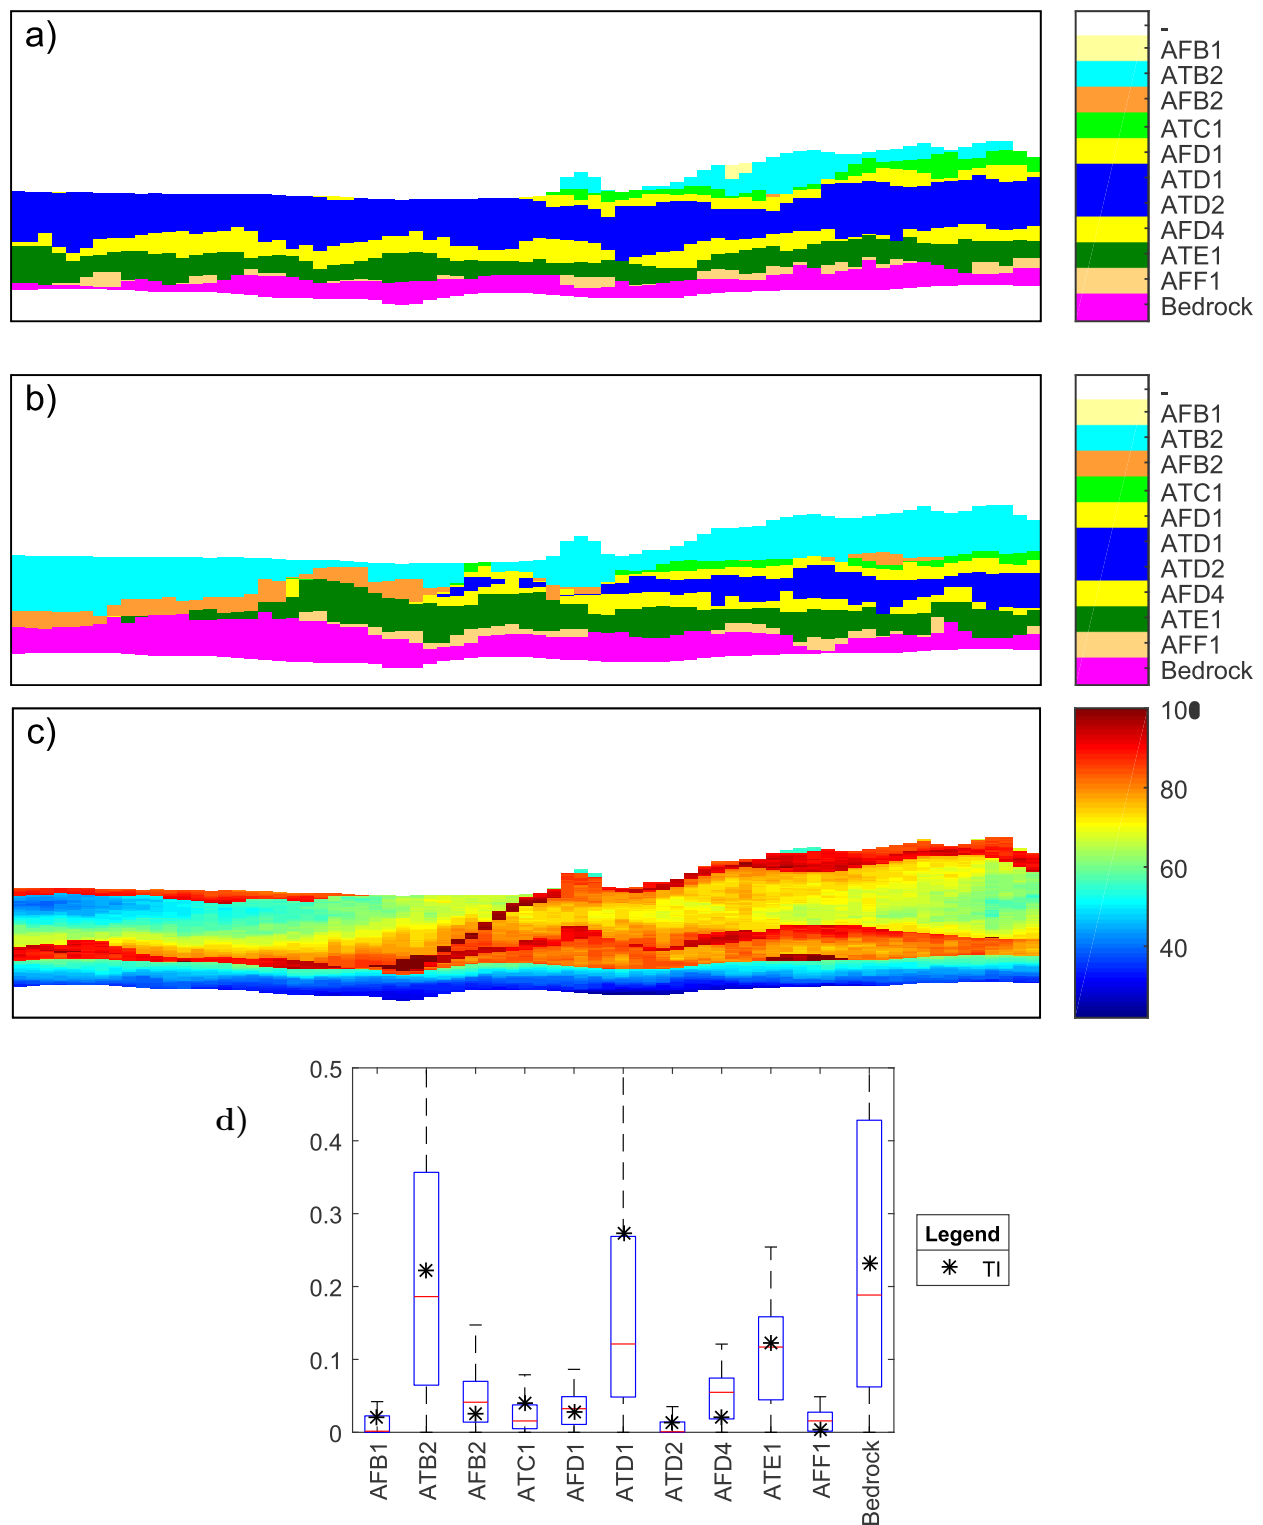 a)
-
AFB1
ATB2
AFB2
ATC1
AFD1
ATD1
ATD2
AFD4
ATE1
AFF1
Bedrock
b)
-
AFB1
ATB2
AFB2
ATC1
AFD1
ATD1
ATD2
AFD4
ATE1
AFF1
Bedrock
c)
100
80
60
40
d)
0.5
0.4
0.3
0.2
0.1
0
AFB1
ATB2
AFB2
ATC1
AFD1
ATD1
ATD2
AFD4
ATE1
AFF1
Bedrock
Legend
TI